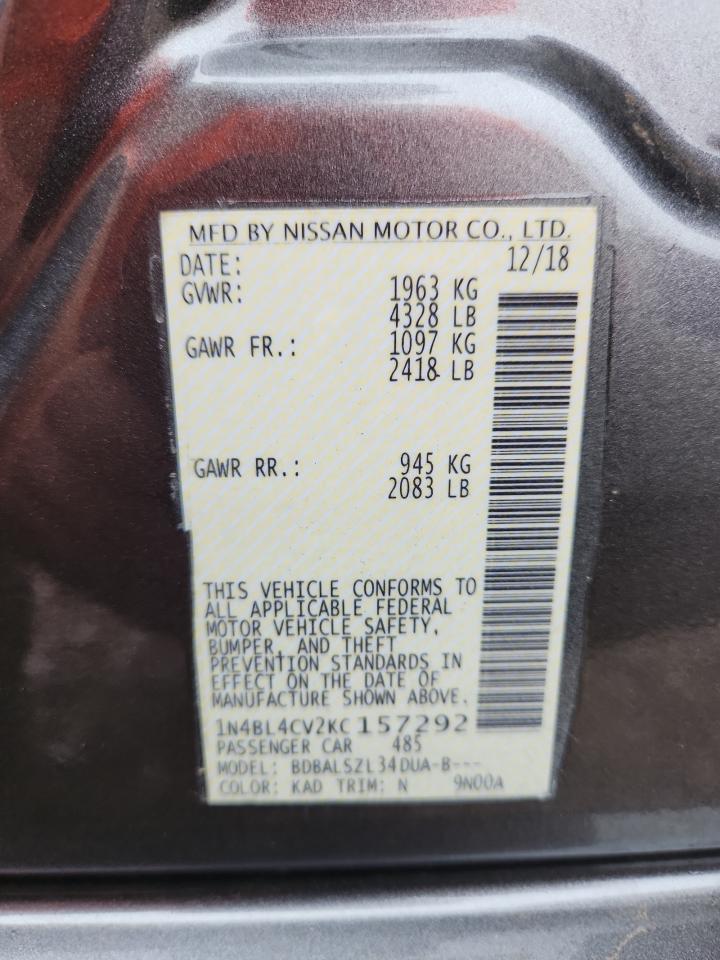 MFD BY NISSAN MOTOR CO., LTD.
DATE: 12/18
GVWR: 1963 KG
4328 LB
GAWR FR.: 1097 KG
2418 LB
GAWR RR.: 945 KG
2083 LB
THIS VEHICLE CONFORMS TO
ALL APPLICABLE FEDERAL
MOTOR VEHICLE SAFETY,
BUMPER, AND THEFT
PREVENTION STANDARDS IN
EFFECT ON THE DATE OF
MANUFACTURE SHOWN ABOVE.
1N4BL4CV2KC157292
PASSENGER CAR 485
MODEL: BDBALSZL34DUA-B---
COLOR: KAD TRIM: N 9N00A